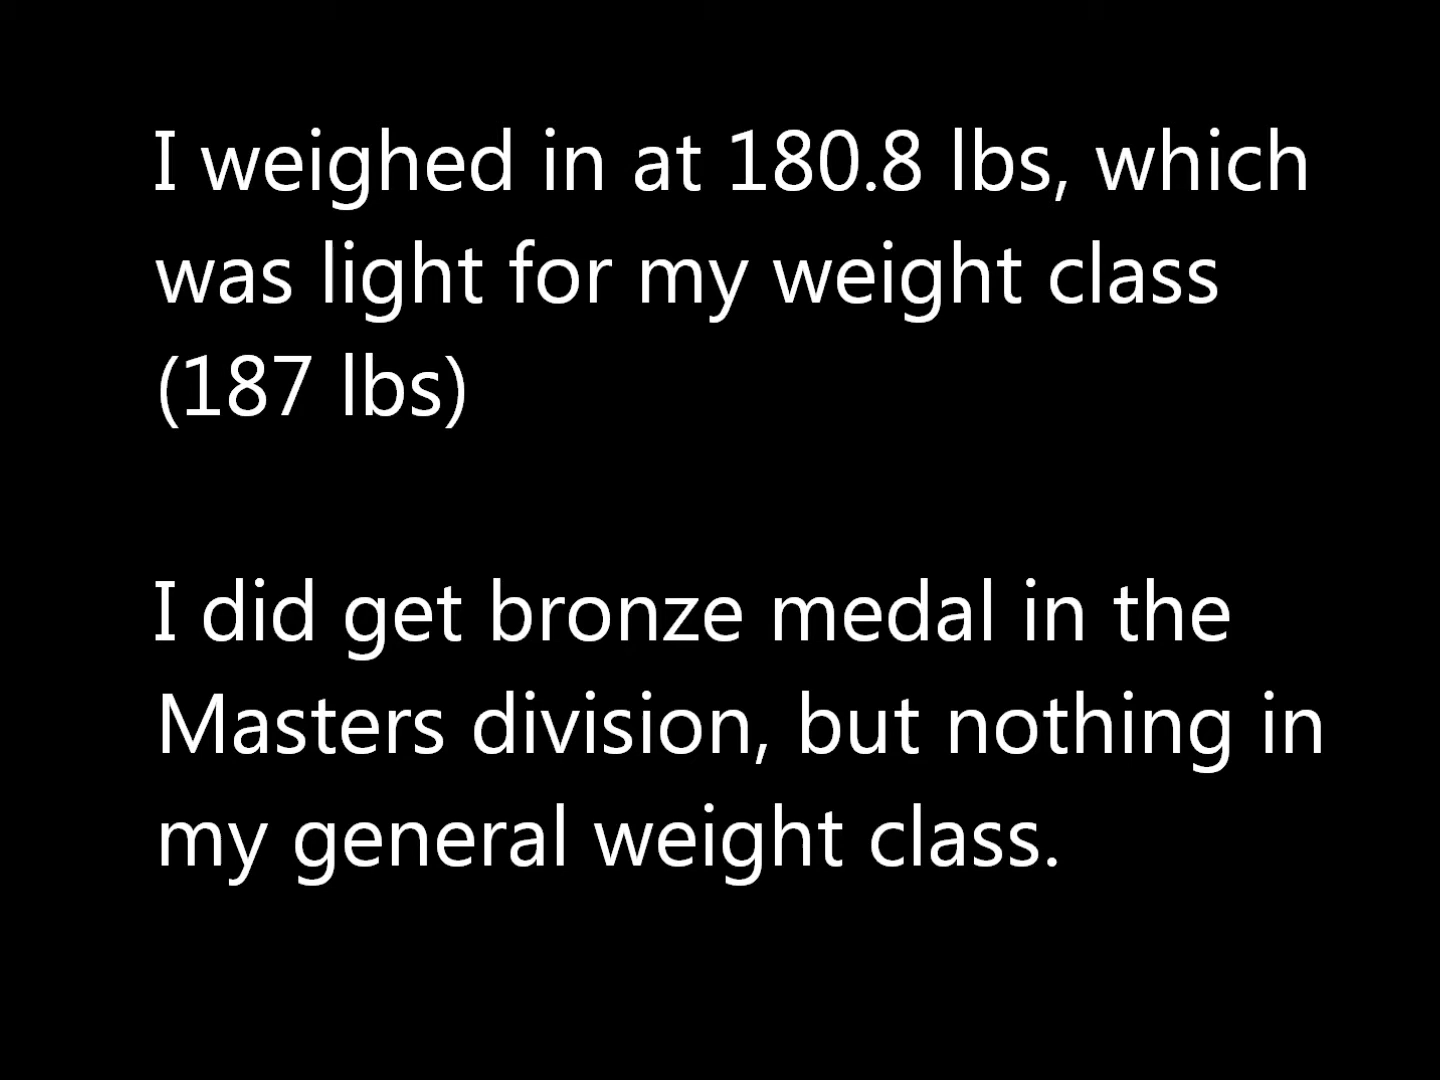 I weighed in at 180.8 lbs, which
was light for my weight class
(187 lbs)
I did get bronze medal in the
Masters division, but nothing in
my general weight class.